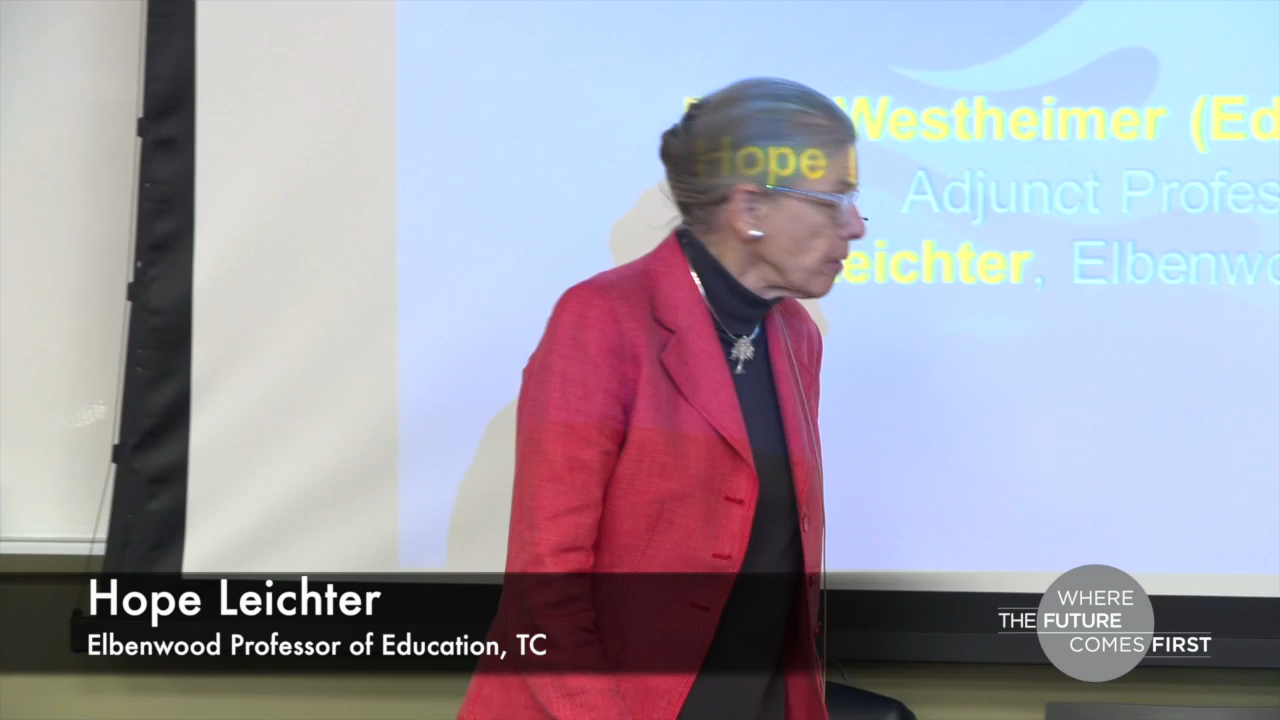 Westheimer (Ed
Hope
Adjunct Profes
eichter, Elbenwo
Hope Leichter
Elbenwood Professor of Education, TC
WHERE
THE FUTURE
COMES FIRST